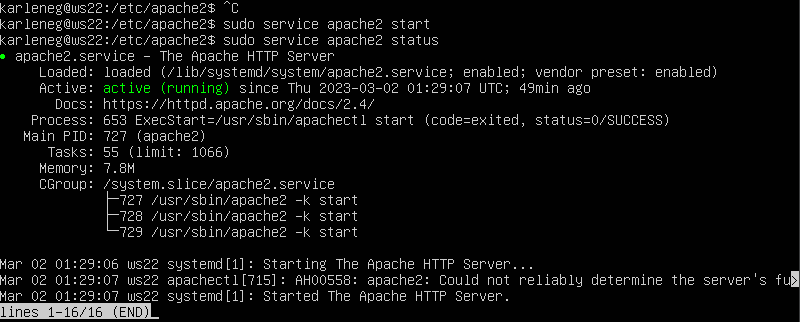 karleneg@ws22:/etc/apache2$ ^C
karleneg@ws22:/etc/apache2$ sudo service apache2 start
karleneg@ws22:/etc/apache2$ sudo service apache2 status
● apache2.service - The Apache HTTP Server
     Loaded: loaded (/lib/systemd/system/apache2.service; enabled; vendor preset: enabled)
     Active: active (running) since Thu 2023-03-02 01:29:07 UTC; 49min ago
       Docs: https://httpd.apache.org/docs/2.4/
    Process: 653 ExecStart=/usr/sbin/apachectl start (code=exited, status=0/SUCCESS)
   Main PID: 727 (apache2)
      Tasks: 55 (limit: 1066)
     Memory: 7.8M
     CGroup: /system.slice/apache2.service
             ├─727 /usr/sbin/apache2 -k start
             ├─728 /usr/sbin/apache2 -k start
             └─729 /usr/sbin/apache2 -k start
Mar 02 01:29:06 ws22 systemd[1]: Starting The Apache HTTP Server...
Mar 02 01:29:07 ws22 apachectl[715]: AH00558: apache2: Could not reliably determine the server's fu>
Mar 02 01:29:07 ws22 systemd[1]: Started The Apache HTTP Server.
lines 1-16/16 (END)